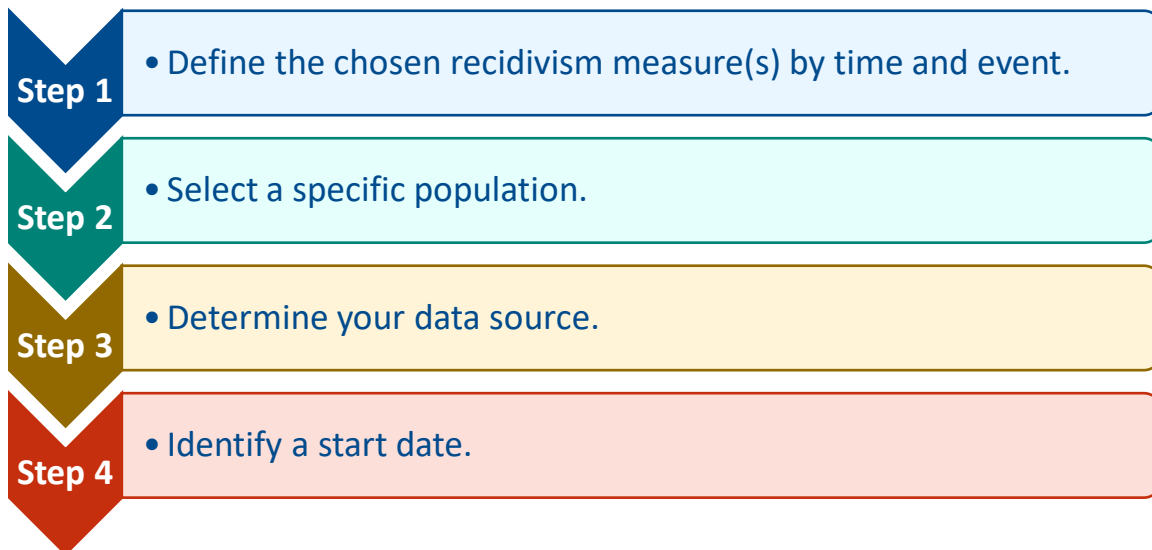 Step 1
• Define the chosen recidivism measure(s) by time and event.
Step 2
• Select a specific population.
Step 3
• Determine your data source.
Step 4
• Identify a start date.